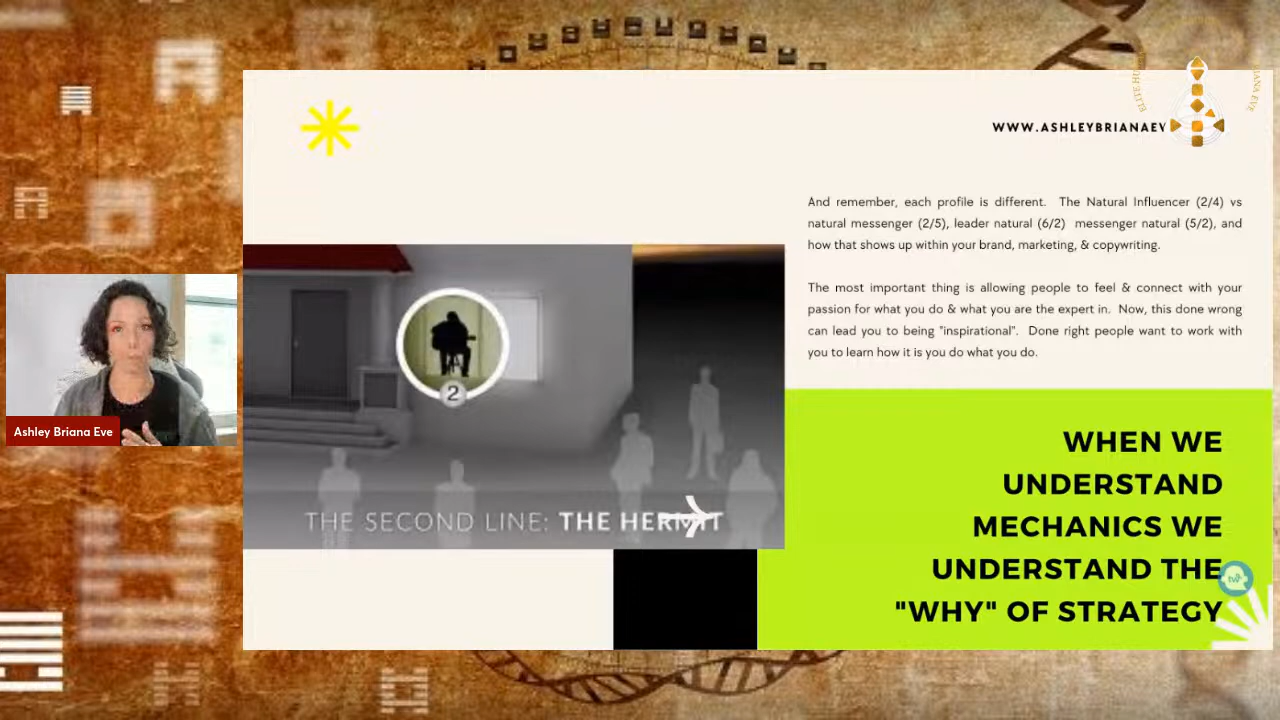 WWW.ASHLEYBRIANAEV
And remember, each profile is different. The Natural Influencer (2/4) vs
natural messenger (2/5), leader natural (6/2) messenger natural (5/2), and
how that shows up within your brand, marketing, & copywriting.
The most important thing is allowing people to feel & connect with your
passion for what you do & what you are the expert in. Now, this done wrong
can lead you to being "inspirational". Done right people want to work with
you to learn how it is you do what you do.
2
THE SECOND LINE: THE HERMIT
Ashley Briana Eve
WHEN WE
UNDERSTAND
MECHANICS WE
UNDERSTAND THE
"WHY" OF STRATEGY